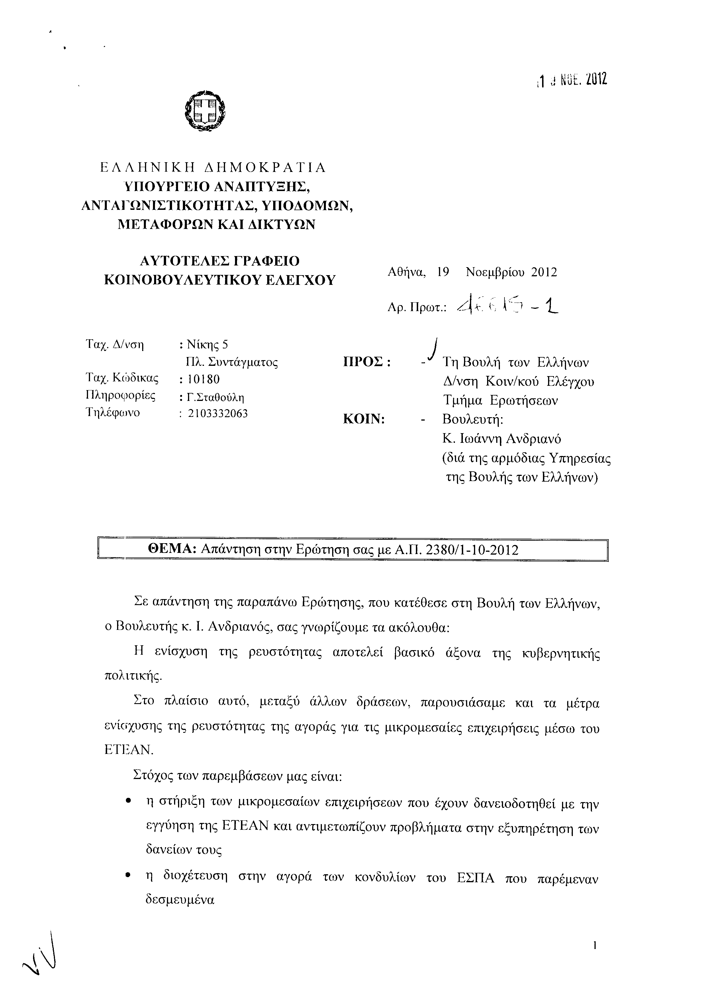 ΝΟΕ. 2012
ΕΛΛΗΝΙΚΗ ΔΗΜΟΚΡΑΤΙΑ
ΥΠΟΥΡΓΕΙΟ ΑΝΑΠΤΥΞΗΣ,
ΑΝΤΑΓΩΝΙΣΤΙΚΟΤΗΤΑΣ, ΥΠΟΔΟΜΩΝ,
ΜΕΤΑΦΟΡΩΝ ΚΑΙ ΔΙΚΤΥΩΝ
ΑΥΤΟΤΕΛΕΣ ΓΡΑΦΕΙΟ
ΚΟΙΝΟΒΟΥΛΕΥΤΙΚΟΥ ΕΛΕΓΧΟΥ
Αθήνα, 19 Νοεμβρίου 2012
Αρ. Πρωτ.:
Ταχ. Δ/νση : Νίκης 5
Πλ. Συντάγματος
Ταχ. Κώδικας : 10180
Πληροφορίες : Γ.Σταθούλη
Τηλέφωνο : 2103332063
ΠΡΟΣ : - Τη Βουλή των Ελλήνων
Δ/νση Κοιν/κού Ελέγχου
Τμήμα Ερωτήσεων
ΚΟΙΝ: - Βουλευτή:
Κ. Ιωάννη Ανδριανό
(διά της αρμόδιας Υπηρεσίας
της Βουλής των Ελλήνων)
ΘΕΜΑ: Απάντηση στην Ερώτηση σας με Α.Π. 2380/1-10-2012
Σε απάντηση της παραπάνω Ερώτησης, που κατέθεσε στη Βουλή των Ελλήνων,
ο Βουλευτής κ. Ι. Ανδριανός, σας γνωρίζουμε τα ακόλουθα:
Η ενίσχυση της ρευστότητας αποτελεί βασικό άξονα της κυβερνητικής
πολιτικής.
Στο πλαίσιο αυτό, μεταξύ άλλων δράσεων, παρουσιάσαμε και τα μέτρα
ενίσχυσης της ρευστότητας της αγοράς για τις μικρομεσαίες επιχειρήσεις μέσω του
ΕΤΕΑΝ.
Στόχος των παρεμβάσεων μας είναι:
• η στήριξη των μικρομεσαίων επιχειρήσεων που έχουν δανειοδοτηθεί με την
εγγύηση της ΕΤΕΑΝ και αντιμετωπίζουν προβλήματα στην εξυπηρέτηση των
δανείων τους
• η διοχέτευση στην αγορά των κονδυλίων του ΕΣΠΑ που παρέμεναν
δεσμευμένα
1